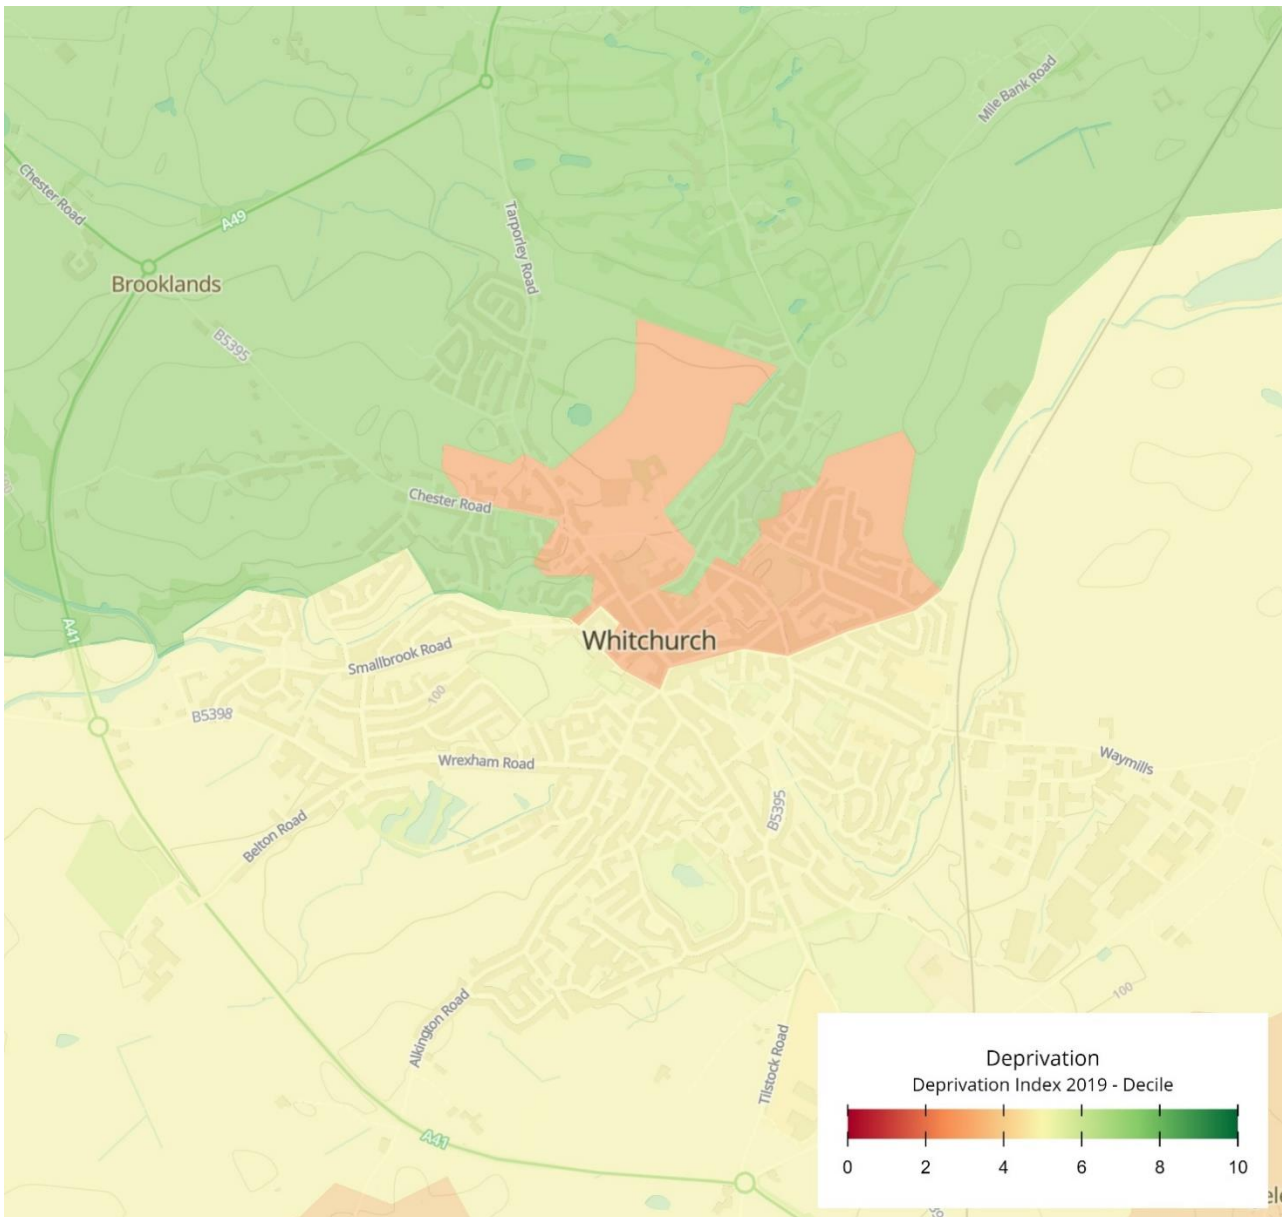 Mile Bank Road
Chester Road
A49
Tarporley Road
Brooklands
B5395
Chester Road
A41
Whitchurch
Smallbrook Road
100
B5398
Wrexham Road
Waymills
B5395
Belton Road
Alkington Road
100
Tilstock Road
A41
Deprivation
Deprivation Index 2019 - Decile
0 2 4 6 8 10